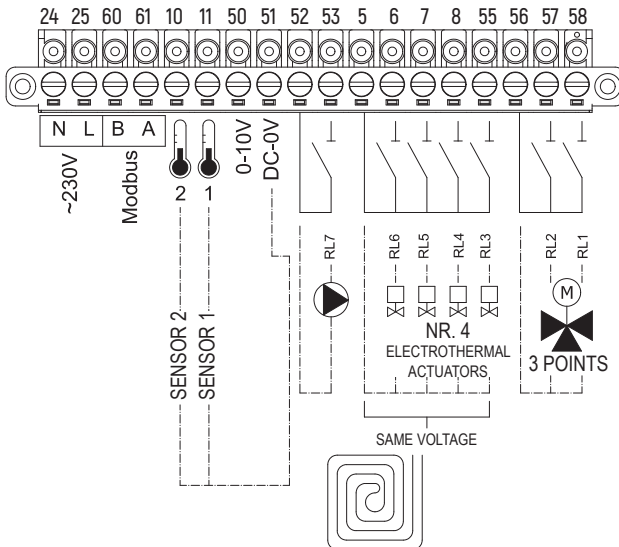 24 25 60 61 10 11 50 51 52 53 5 6 7 8 55 56 57 58
N L B A
~230V
Modbus
2 1
0-10V
DC-0V
SENSOR 2
SENSOR 1
RL7
RL6
RL5
RL4
RL3
RL2
RL1
M
NR. 4
ELECTROTHERMAL
ACTUATORS
3 POINTS
SAME VOLTAGE